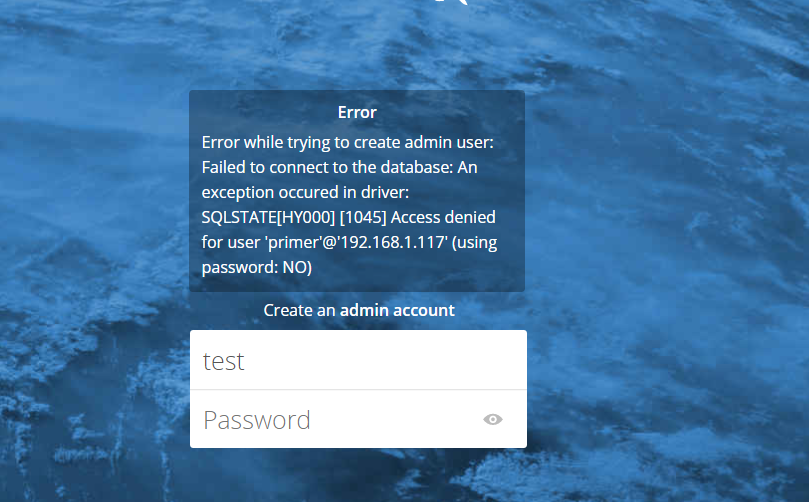 Error
Error while trying to create admin user:
Failed to connect to the database: An
exception occured in driver:
SQLSTATE[HY000] [1045] Access denied
for user 'primer'@'192.168.1.117' (using
password: NO)
Create an admin account
test
Password